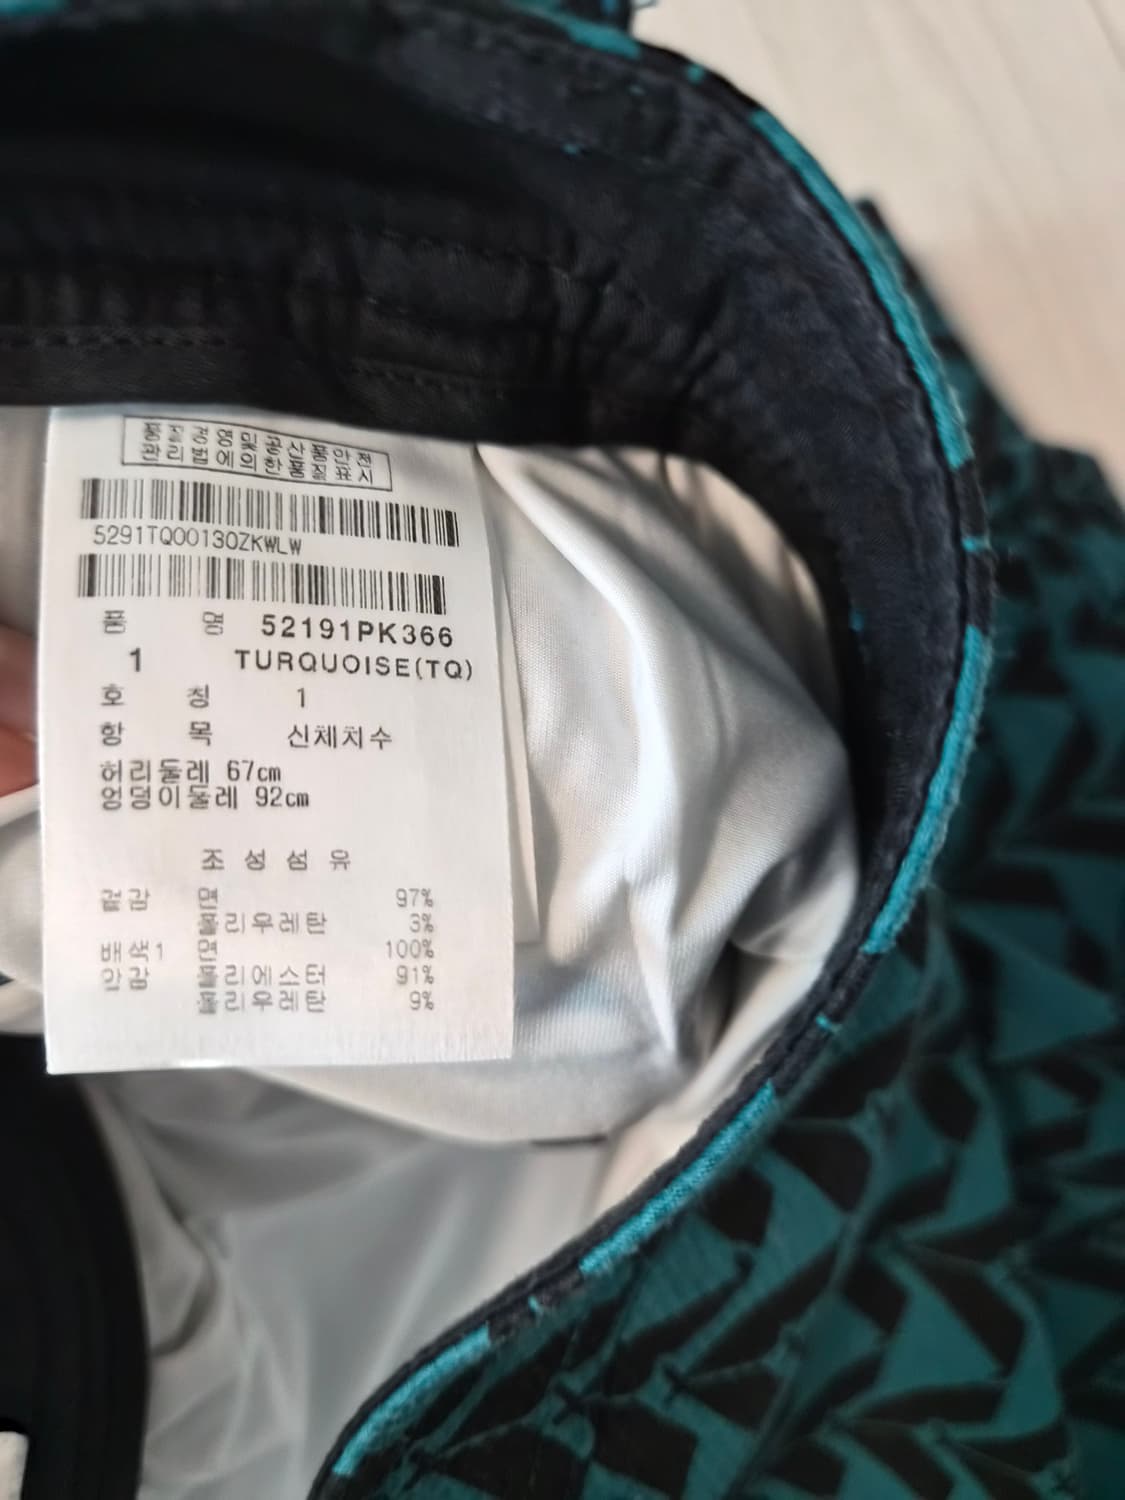 품질경영및공산품안전
관리법에의한품질표시
5291TQ00130ZKWLW
품 명 52191PK366
1 TURQUOISE(TQ)
호 칭 1
항 목 신체치수
허리둘레 67cm
엉덩이둘레 92cm
조성섬유
겉감 면 97%
폴리우레탄 3%
배색1 면 100%
안감 폴리에스터 91%
폴리우레탄 9%